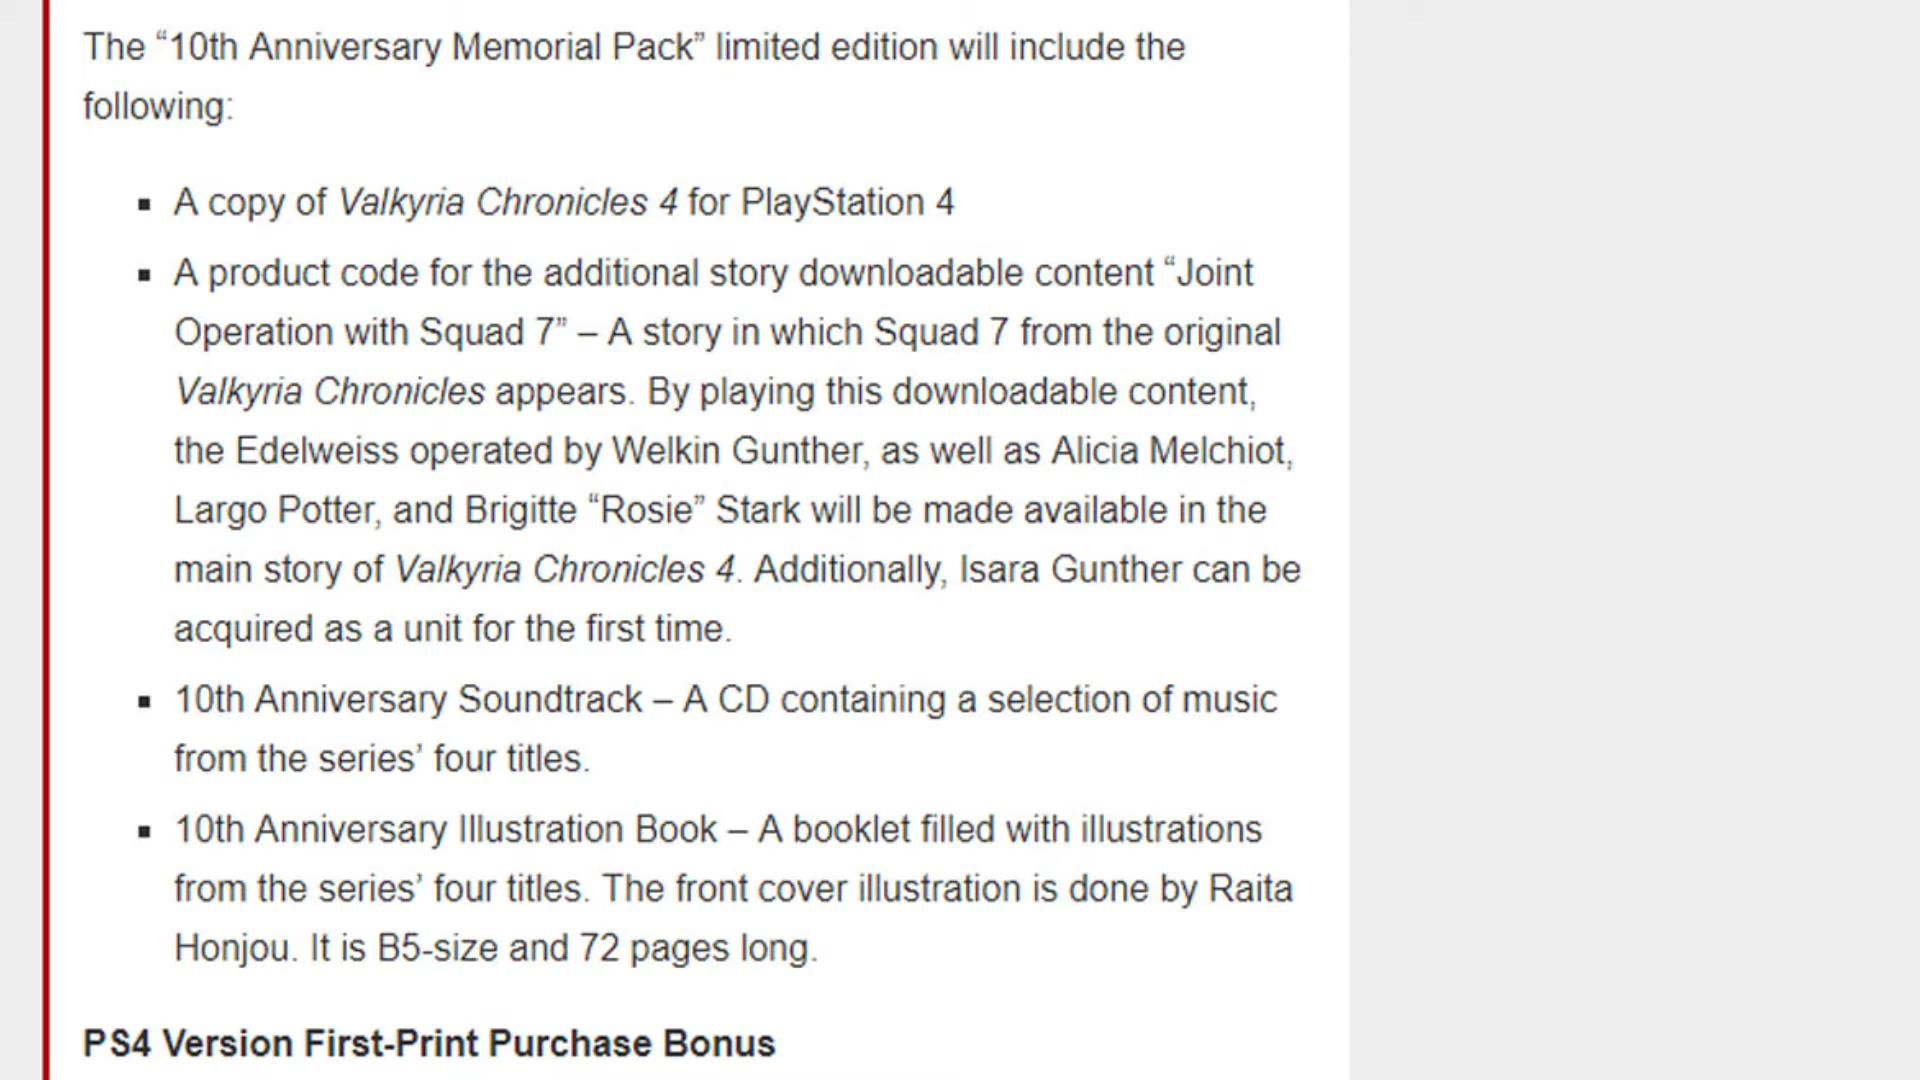 The “10th Anniversary Memorial Pack” limited edition will include the
following:
▪ A copy of Valkyria Chronicles 4 for PlayStation 4
▪ A product code for the additional story downloadable content “Joint
Operation with Squad 7” – A story in which Squad 7 from the original
Valkyria Chronicles appears. By playing this downloadable content,
the Edelweiss operated by Welkin Gunther, as well as Alicia Melchiot,
Largo Potter, and Brigitte “Rosie” Stark will be made available in the
main story of Valkyria Chronicles 4. Additionally, Isara Gunther can be
acquired as a unit for the first time.
▪ 10th Anniversary Soundtrack – A CD containing a selection of music
from the series’ four titles.
▪ 10th Anniversary Illustration Book – A booklet filled with illustrations
from the series’ four titles. The front cover illustration is done by Raita
Honjou. It is B5-size and 72 pages long.
PS4 Version First-Print Purchase Bonus